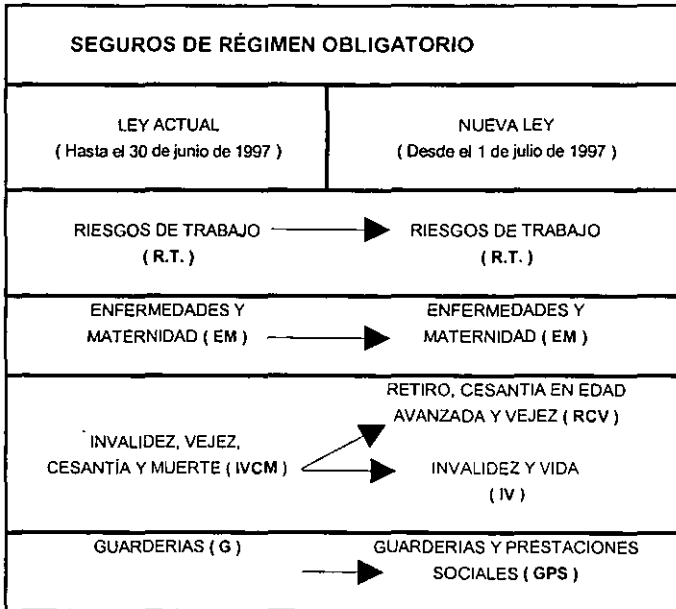 SEGUROS DE RÉGIMEN OBLIGATORIO
LEY ACTUAL
( Hasta el 30 de junio de 1997 )
NUEVA LEY
( Desde el 1 de julio de 1997 )
RIESGOS DE TRABAJO
( R.T. )
RIESGOS DE TRABAJO
( R.T. )
ENFERMEDADES Y
MATERNIDAD ( EM )
ENFERMEDADES Y
MATERNIDAD ( EM )
INVALIDEZ, VEJEZ,
CESANTÍA Y MUERTE ( IVCM )
RETIRO, CESANTIA EN EDAD
AVANZADA Y VEJEZ ( RCV )
INVALIDEZ Y VIDA
( IV )
GUARDERIAS ( G )
GUARDERIAS Y PRESTACIONES
SOCIALES ( GPS )